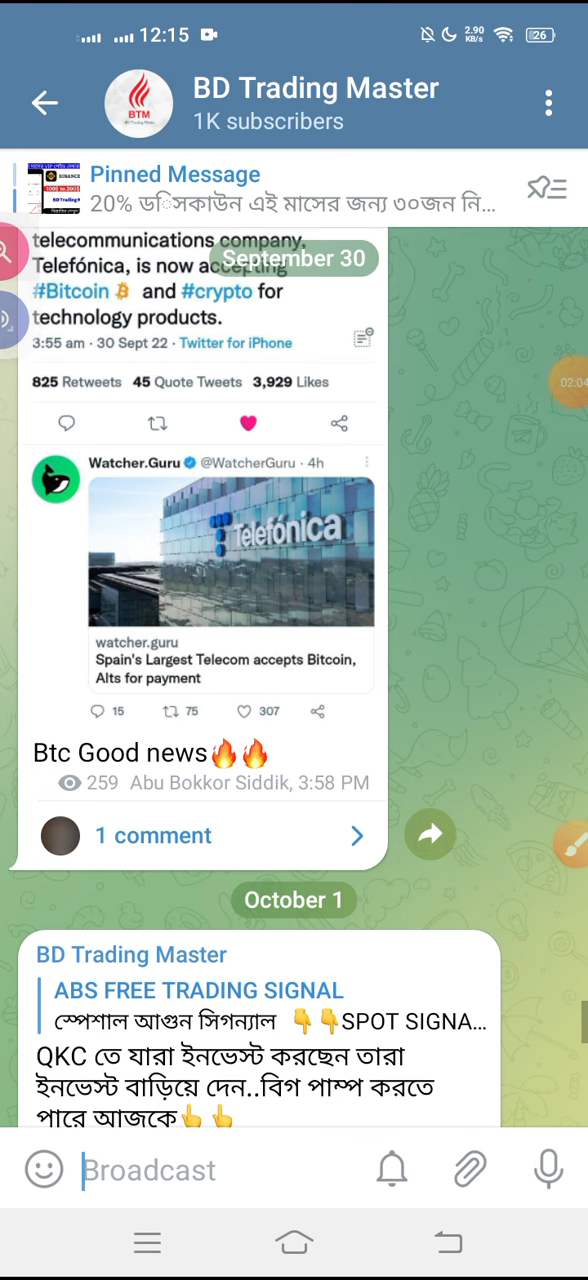 12:15
2.90
KB/s
26
BTM
BD Trading Master
1K subscribers
BINANCE
Pinned Message
20% ডিসকাউন এই মাসের জন্য ৩০জন নি...
telecommunications company,
Telefónica, is now accepting
September 30
#Bitcoin and #crypto for
technology products.
3:55 am · 30 Sept 22 · Twitter for iPhone
02:04
825 Retweets 45 Quote Tweets 3,929 Likes
Watcher.Guru @WatcherGuru · 4h
Telefónica
watcher.guru
Spain's Largest Telecom accepts Bitcoin,
Alts for payment
15 75 307
Btc Good news🔥🔥
259 Abu Bokkor Siddik, 3:58 PM
1 comment
October 1
BD Trading Master
ABS FREE TRADING SIGNAL
স্পেশাল আগুন সিগন্যাল 👇👇SPOT SIGNA...
QKC তে যারা ইনভেস্ট করছেন তারা
ইনভেস্ট বাড়িয়ে দেন..বিগ পাম্প করতে
পারে আজকে👆👆
Broadcast